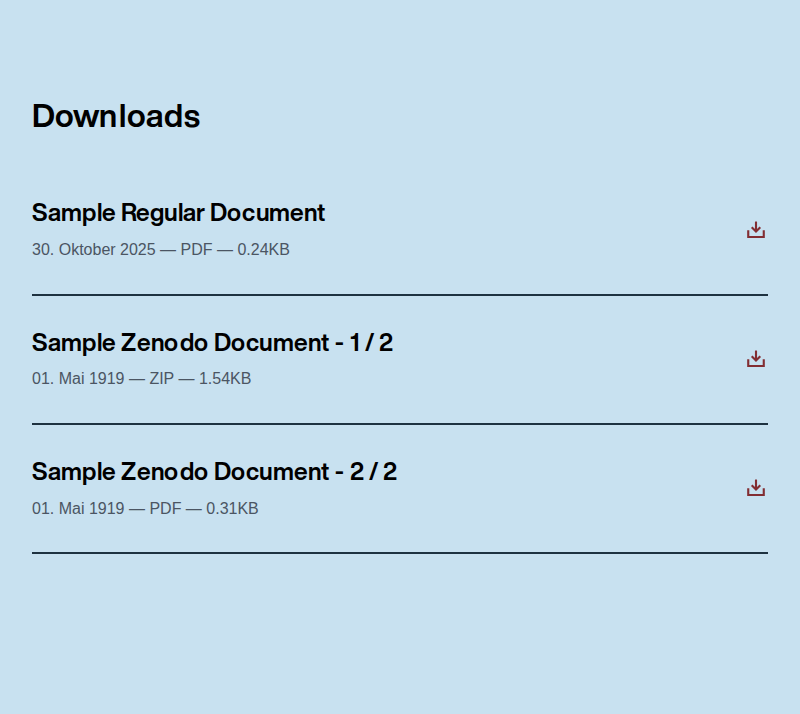 Downloads
Sample Regular Document
30. Oktober 2025 — PDF — 0.24KB
Sample Zenodo Document - 1 / 2
01. Mai 1919 — ZIP — 1.54KB
Sample Zenodo Document - 2 / 2
01. Mai 1919 — PDF — 0.31KB